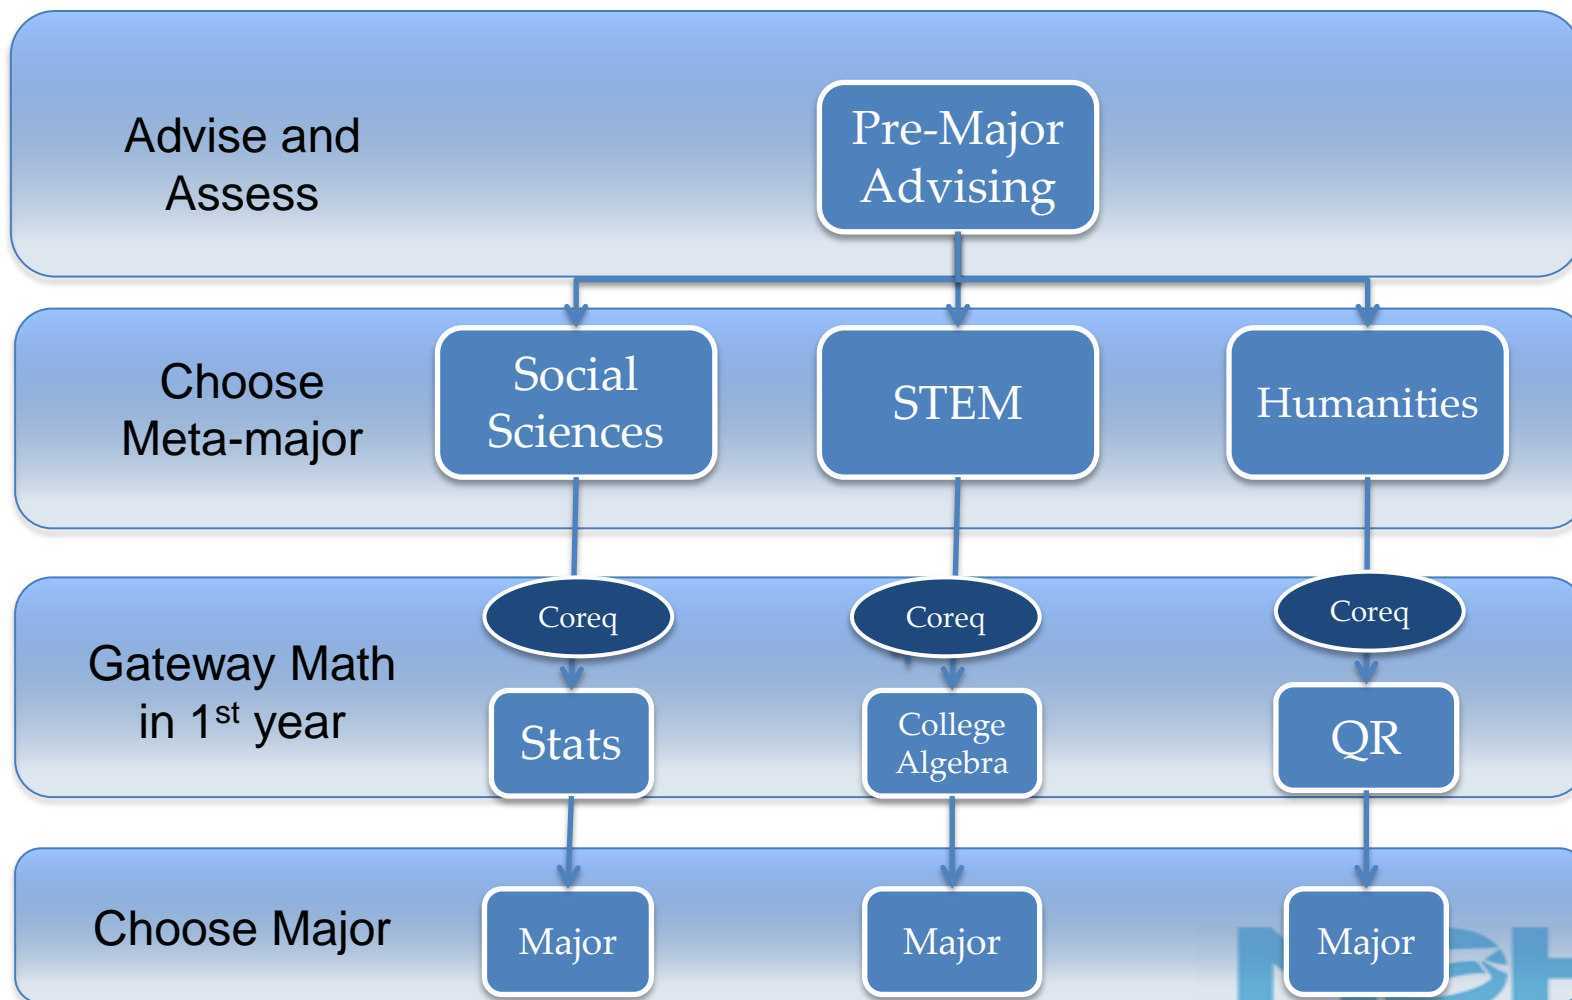 Advise and
Assess
Pre-Major
Advising
Choose
Meta-major
Social
Sciences
STEM
Humanities
Coreq
Coreq
Coreq
Gateway Math
in 1st year
Stats
College
Algebra
QR
Choose Major
Major
Major
Major